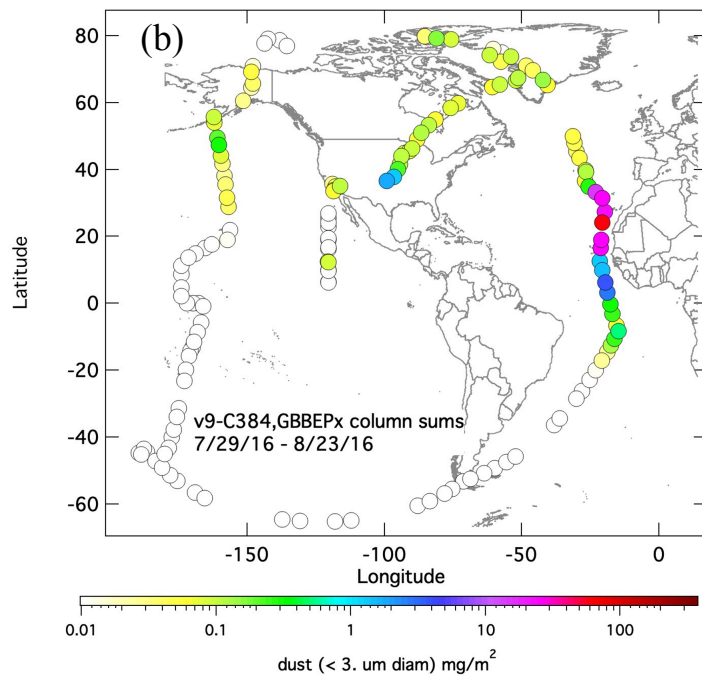 (b)
80
60
40
20
0
-20
-40
-60
Latitude
v9-C384,GBBEPx column sums
7/29/16 - 8/23/16
-150 -100 -50 0
Longitude
0.01 0.1 1 10 100
dust (< 3. um diam) mg/m²